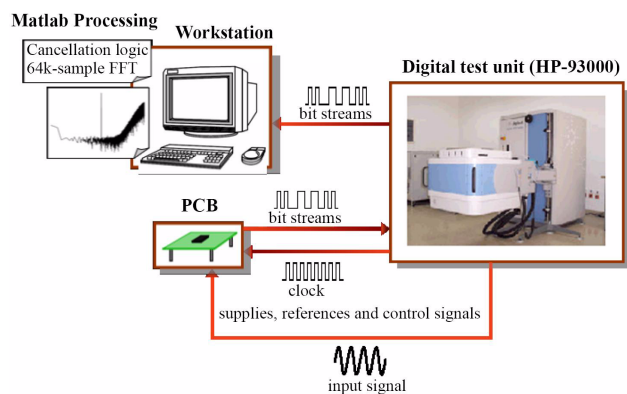 Matlab Processing
Workstation
Cancellation logic
64k-sample FFT
Digital test unit (HP-93000)
bit streams
PCB
bit streams
clock
supplies, references and control signals
input signal